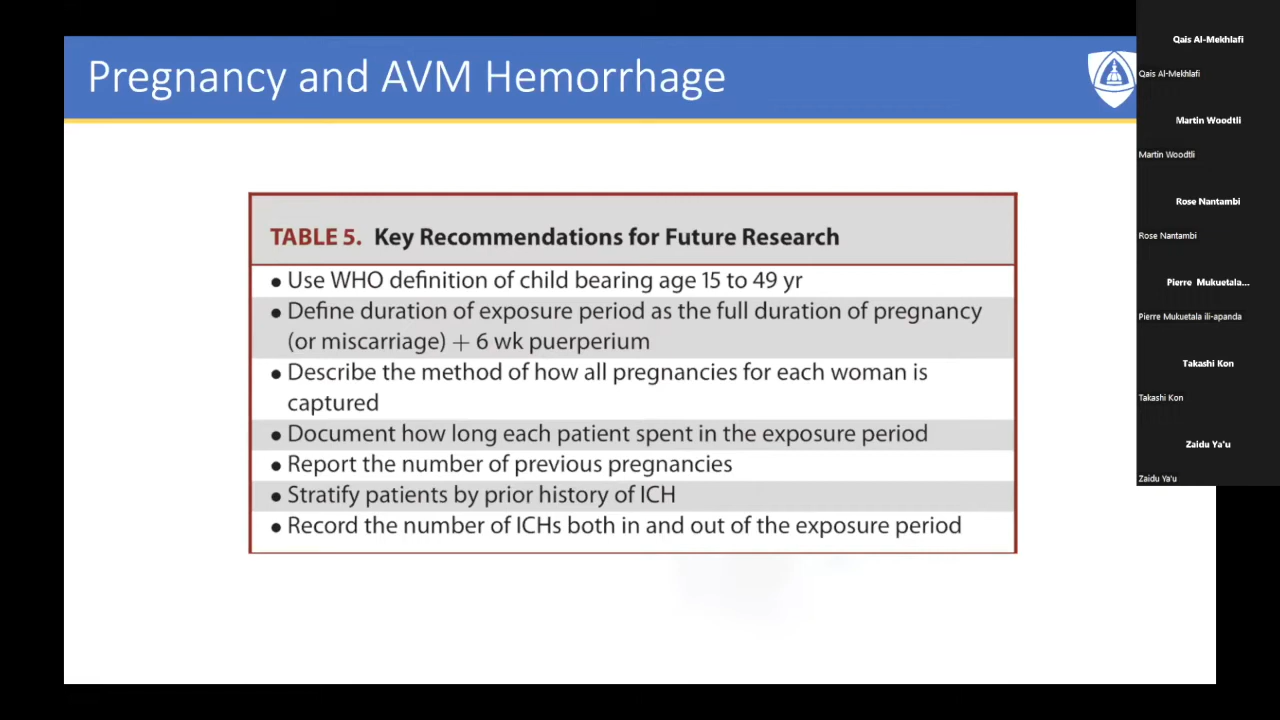 Pregnancy and AVM Hemorrhage
TABLE 5. Key Recommendations for Future Research
● Use WHO definition of child bearing age 15 to 49 yr
● Define duration of exposure period as the full duration of pregnancy
(or miscarriage) + 6 wk puerperium
● Describe the method of how all pregnancies for each woman is
captured
● Document how long each patient spent in the exposure period
● Report the number of previous pregnancies
● Stratify patients by prior history of ICH
● Record the number of ICHs both in and out of the exposure period
Qais Al-Mekhlafi
Qais Al-Mekhlafi
Martin Woodtli
Martin Woodtli
Rose Nantambi
Rose Nantambi
Pierre Mukuetala...
Pierre Mukuetala ili-apanda
Takashi Kon
Takashi Kon
Zaidu Ya'u
Zaidu Ya'u